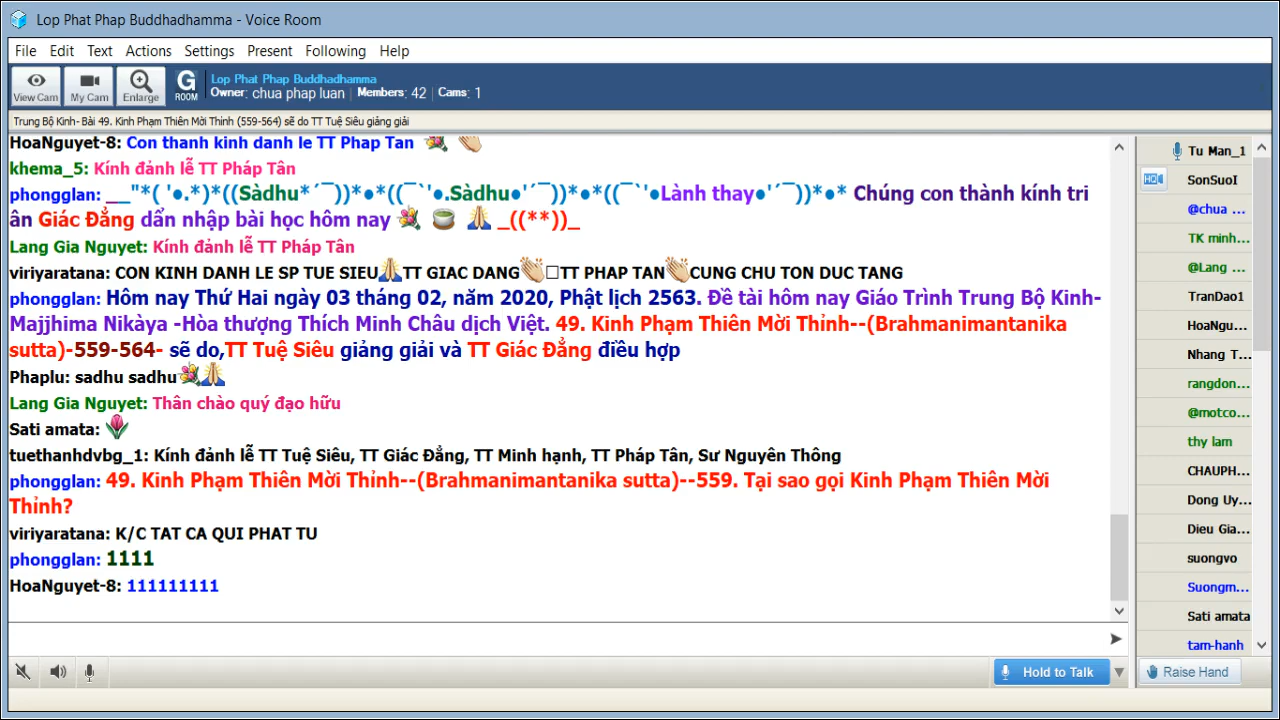 Lop Phat Phap Buddhadhamma - Voice Room
File Edit Text Actions Settings Present Following Help
View Cam My Cam Enlarge G ROOM
Lop Phat Phap Buddhadhamma
Owner: chua phap luan Members: 42 Cams: 1
Trung Bộ Kinh- Bài 49. Kinh Phạm Thiên Mời Thỉnh (559-564) sẽ do TT Tuệ Siêu giảng giải
HoaNguyet-8: Con thanh kinh danh le TT Phap Tan
khema_5: Kính đảnh lễ TT Pháp Tân
phongglan: __"*( '●.*)*((Sàdhu*´¯))*●*((¯`'●.Sàdhu●'´¯))*●*((¯`'●Lành thay●'´¯))*●* Chúng con thành kính tri
ân Giác Đẳng dẫn nhập bài học hôm nay _((**))_
Lang Gia Nguyet: Kính đảnh lễ TT Pháp Tân
viriyaratana: CON KINH DANH LE SP TUE SIEU🙏TT GIAC DANG👏□TT PHAP TAN👏CUNG CHU TON DUC TANG
phongglan: Hôm nay Thứ Hai ngày 03 tháng 02, năm 2020, Phật lịch 2563. Đề tài hôm nay Giáo Trình Trung Bộ Kinh-
Majjhima Nikàya -Hòa thượng Thích Minh Châu dịch Việt. 49. Kinh Phạm Thiên Mời Thỉnh--(Brahmanimantanika
sutta)-559-564- sẽ do,TT Tuệ Siêu giảng giải và TT Giác Đẳng điều hợp
Phaplu: sadhu sadhu
Lang Gia Nguyet: Thân chào quý đạo hữu
Sati amata:
tuethanhdvbg_1: Kính đảnh lễ TT Tuệ Siêu, TT Giác Đẳng, TT Minh hạnh, TT Pháp Tân, Sư Nguyên Thông
phongglan: 49. Kinh Phạm Thiên Mời Thỉnh--(Brahmanimantanika sutta)--559. Tại sao gọi Kinh Phạm Thiên Mời
Thỉnh?
viriyaratana: K/C TAT CA QUI PHAT TU
phongglan: 1111
HoaNguyet-8: 111111111
Tu Man_1
HQ SonSuoI
@chua ...
TK minh...
@Lang ...
TranDao1
HoaNgu...
Nhang T...
rangdon...
@motco...
thy lam
CHAUPH...
Dong Uy...
Dieu Gia...
suongvo
Suongm...
Sati amata
tam-hanh
Hold to Talk
Raise Hand